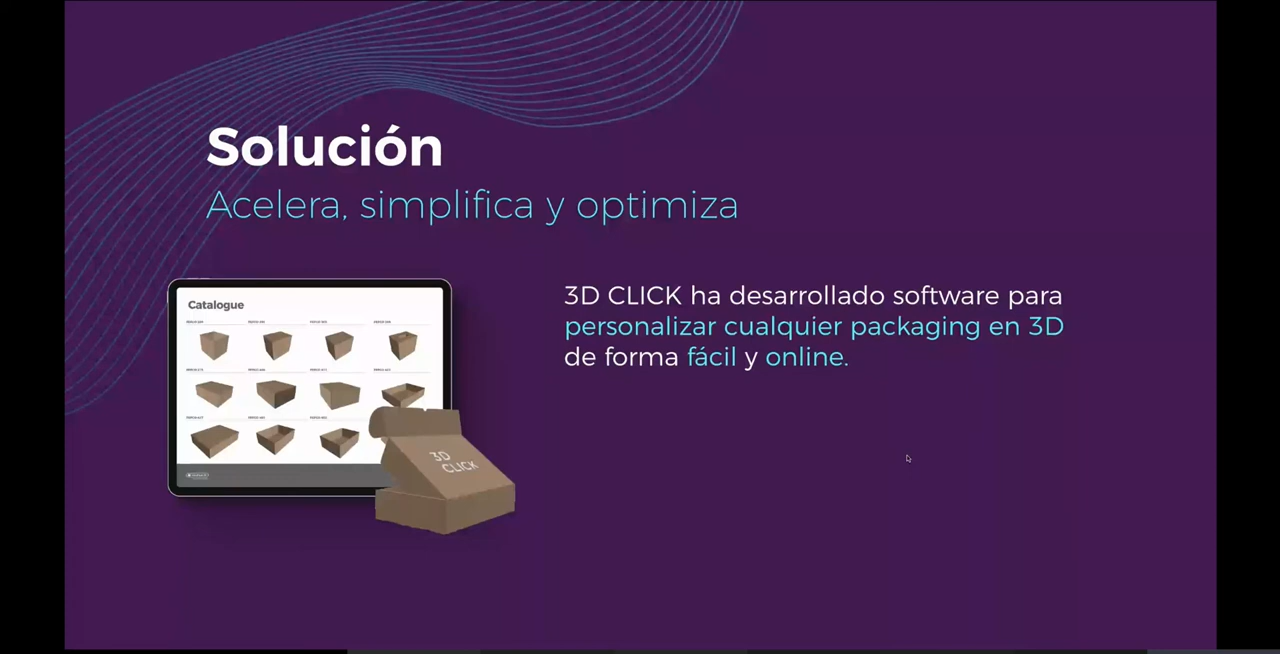 Solución
Acelera, simplifica y optimiza
Catalogue
3D CLICK ha desarrollado software para
personalizar cualquier packaging en 3D
de forma fácil y online.
3D
CLICK